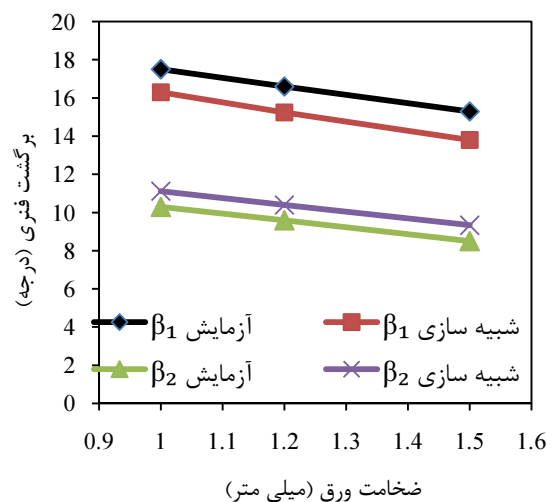 20
18
16
14
12
10
8
6
4
2
0
برگشت فنری (درجه)
β₁ آزمایش
β₁ شبیه سازی
β₂ آزمایش
β₂ شبیه سازی
0.9 1 1.1 1.2 1.3 1.4 1.5 1.6
ضخامت ورق (میلی متر)